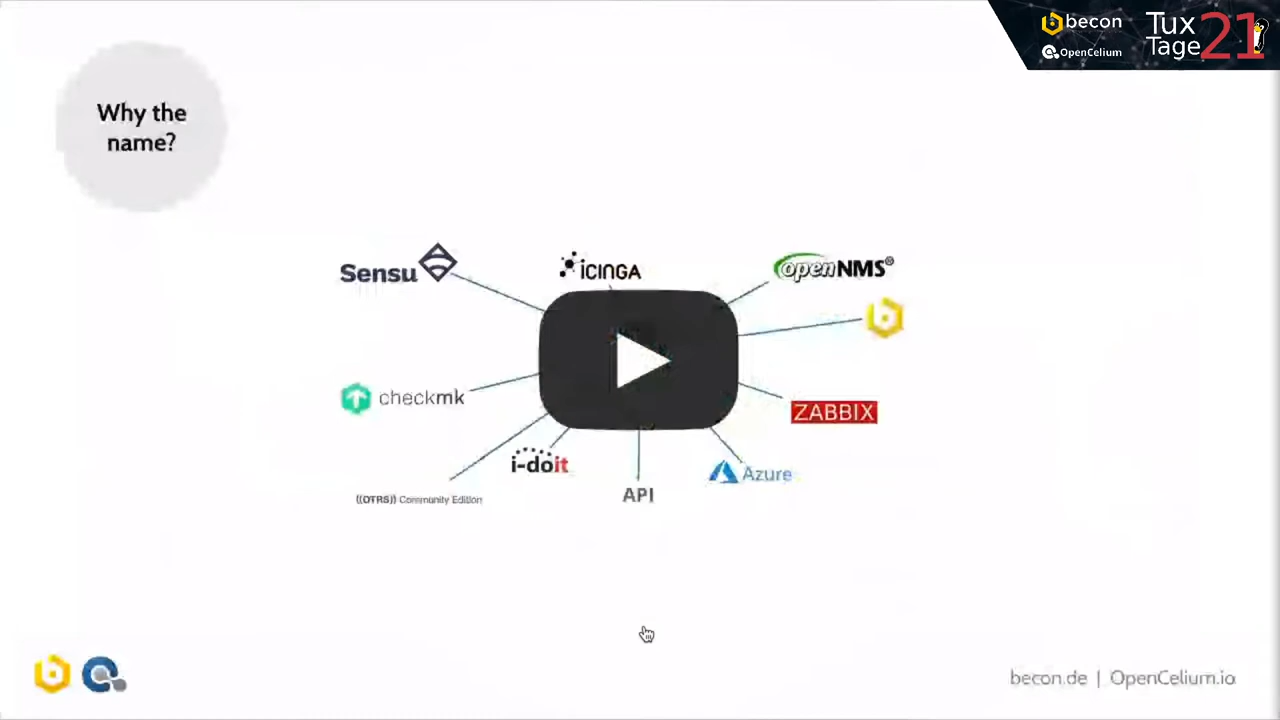 becon
OpenCelium
Tux
Tage
21
Why the
name?
Sensu
iCINGA
openNMS®
checkmk
ZABBIX
i-doit
Azure
API
((OTRS)) Community Edition
becon.de | OpenCelium.io